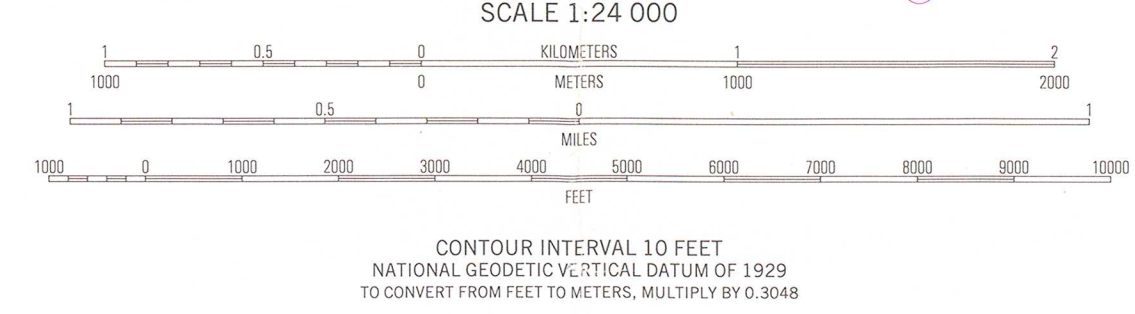 SCALE 1:24 000
1 0.5 0 KILOMETERS 1 2
1000 0 METERS 1000 2000
1 0.5 0 1
MILES
1000 0 1000 2000 3000 4000 5000 6000 7000 8000 9000 10000
FEET
CONTOUR INTERVAL 10 FEET
NATIONAL GEODETIC VERTICAL DATUM OF 1929
TO CONVERT FROM FEET TO METERS, MULTIPLY BY 0.3048